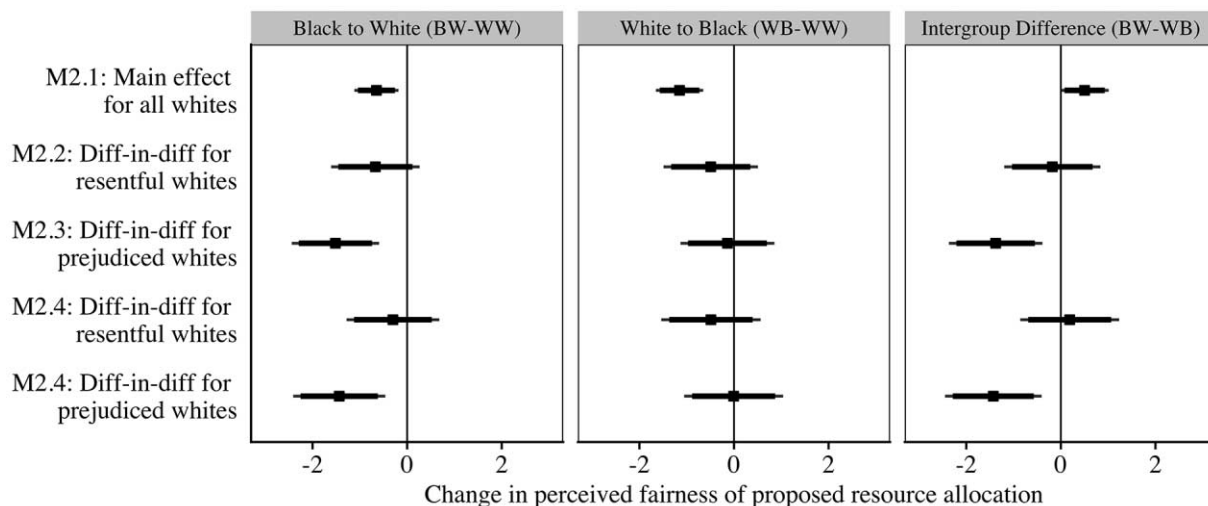 Black to White (BW-WW)
White to Black (WB-WW)
Intergroup Difference (BW-WB)
M2.1: Main effect
for all whites
M2.2: Diff-in-diff for
resentful whites
M2.3: Diff-in-diff for
prejudiced whites
M2.4: Diff-in-diff for
resentful whites
M2.4: Diff-in-diff for
prejudiced whites
-2 0 2
-2 0 2
-2 0 2
Change in perceived fairness of proposed resource allocation